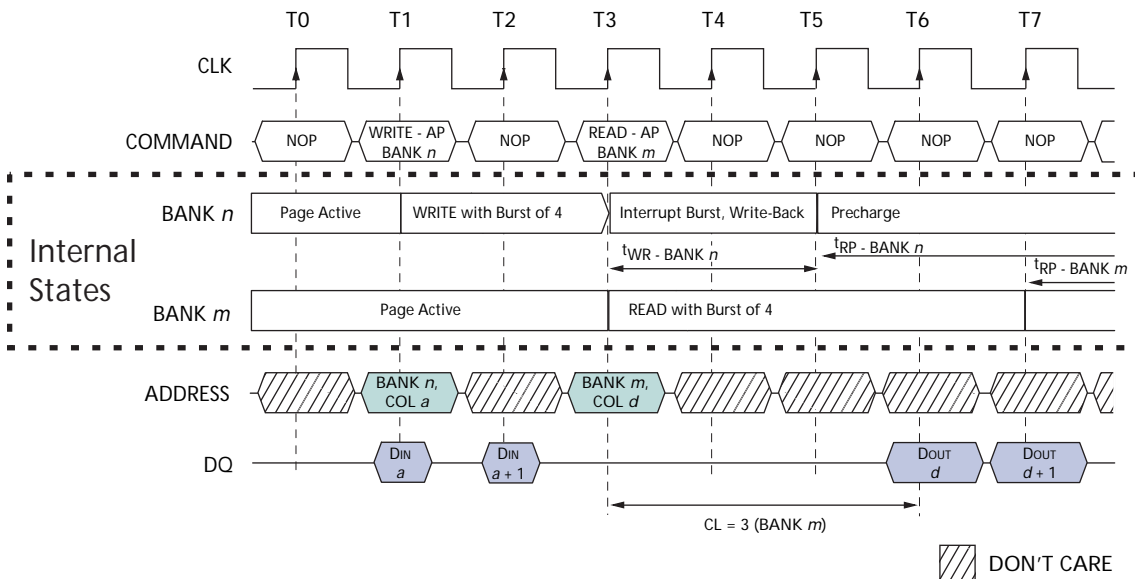 T0 T1 T2 T3 T4 T5 T6 T7
CLK
COMMAND NOP WRITE - AP NOP READ - AP NOP NOP NOP NOP
BANK n BANK m
BANK n Page Active WRITE with Burst of 4 Interrupt Burst, Write-Back Precharge
Internal
States
tWR - BANK n tRP - BANK n
tRP - BANK m
BANK m Page Active READ with Burst of 4
ADDRESS BANK n, BANK m,
COL a COL d
DQ DIN DIN DOUT DOUT
a a + 1 d d + 1
CL = 3 (BANK m)
DON'T CARE